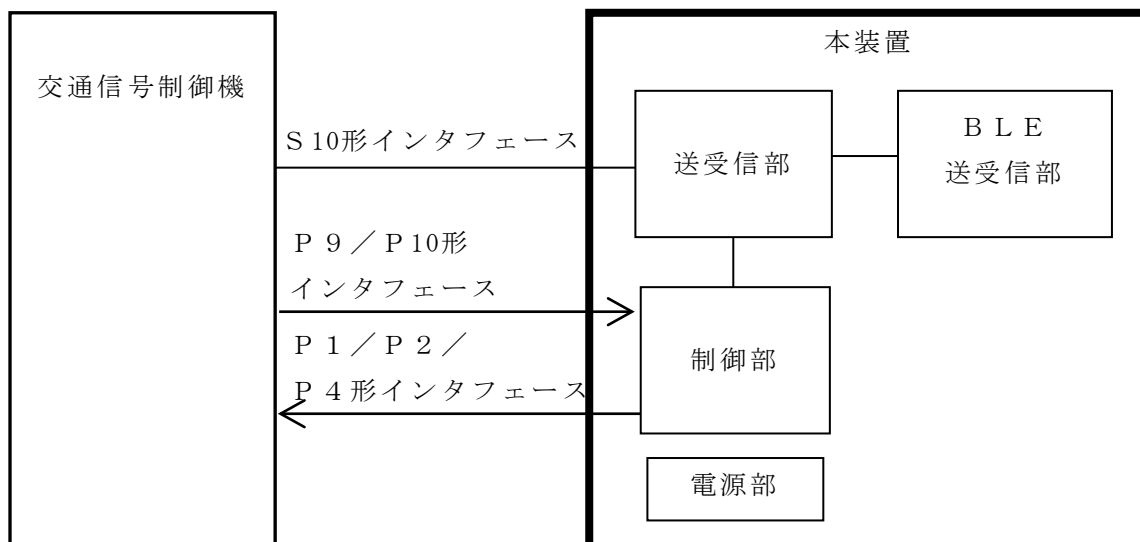 本装置
交通信号制御機
ＢＬＥ
送受信部
送受信部
Ｓ10形インタフェース
Ｐ９／Ｐ10形
インタフェース
Ｐ１／Ｐ２／
Ｐ４形インタフェース
制御部
電源部